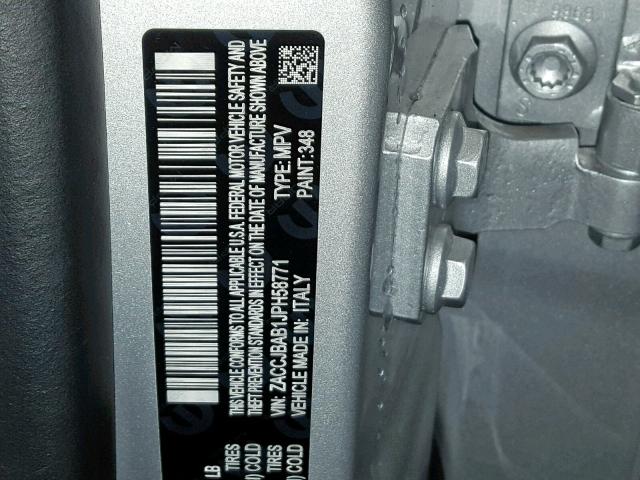 THIS VEHICLE CONFORMS TO ALL APPLICABLE U.S.A. FEDERAL MOTOR VEHICLE SAFETY AND
THEFT PREVENTION STANDARDS IN EFFECT ON THE DATE OF MANUFACTURE SHOWN ABOVE
VIN: ZACCJBAB1JPH58771 TYPE: MPV
VEHICLE MADE IN: ITALY PAINT:348
LB
TIRES
) COLD
TIRES
) COLD